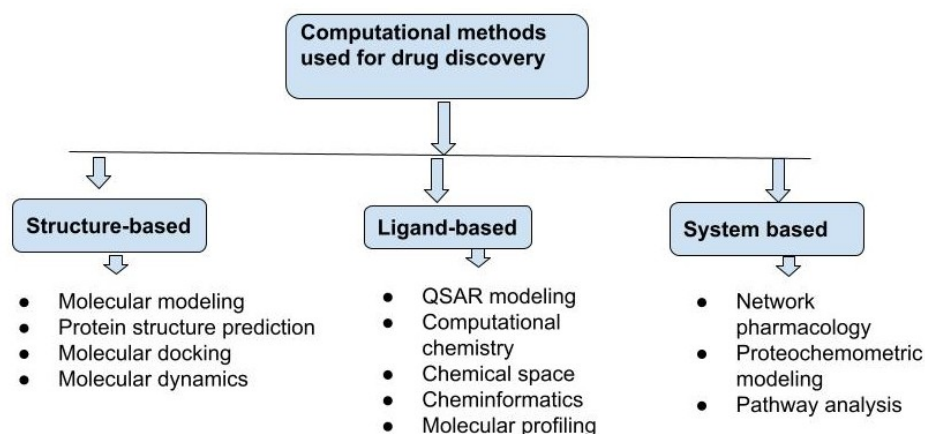 Computational methods
used for drug discovery
Structure-based
Ligand-based
System based
● Molecular modeling
● Protein structure prediction
● Molecular docking
● Molecular dynamics
● QSAR modeling
● Computational
chemistry
● Chemical space
● Cheminformatics
● Molecular profiling
● Network
pharmacology
● Proteochemometric
modeling
● Pathway analysis